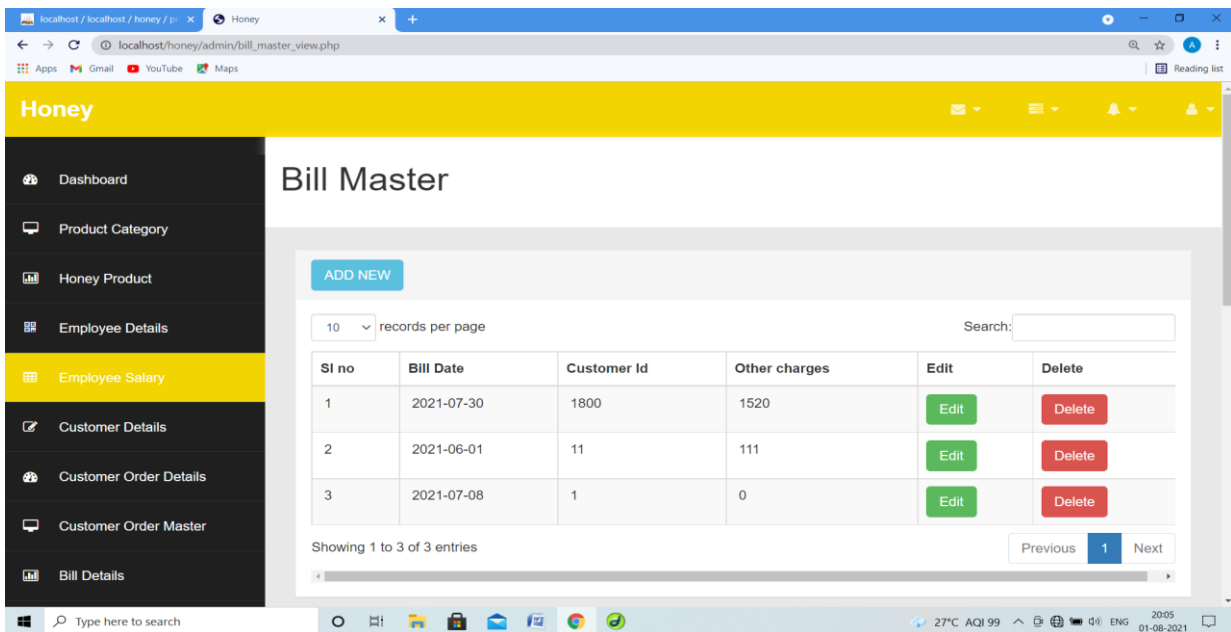 localhost / localhost / honey / pr
Honey
localhost/honey/admin/bill_master_view.php
Apps Gmail YouTube Maps Reading list
Honey
Dashboard
Product Category
Honey Product
Employee Details
Employee Salary
Customer Details
Customer Order Details
Customer Order Master
Bill Details
Bill Master
ADD NEW
10 records per page Search:
Sl no Bill Date Customer Id Other charges Edit Delete
1 2021-07-30 1800 1520 Edit Delete
2 2021-06-01 11 111 Edit Delete
3 2021-07-08 1 0 Edit Delete
Showing 1 to 3 of 3 entries Previous 1 Next
Type here to search 27°C AQI 99 ENG 20:05
01-08-2021